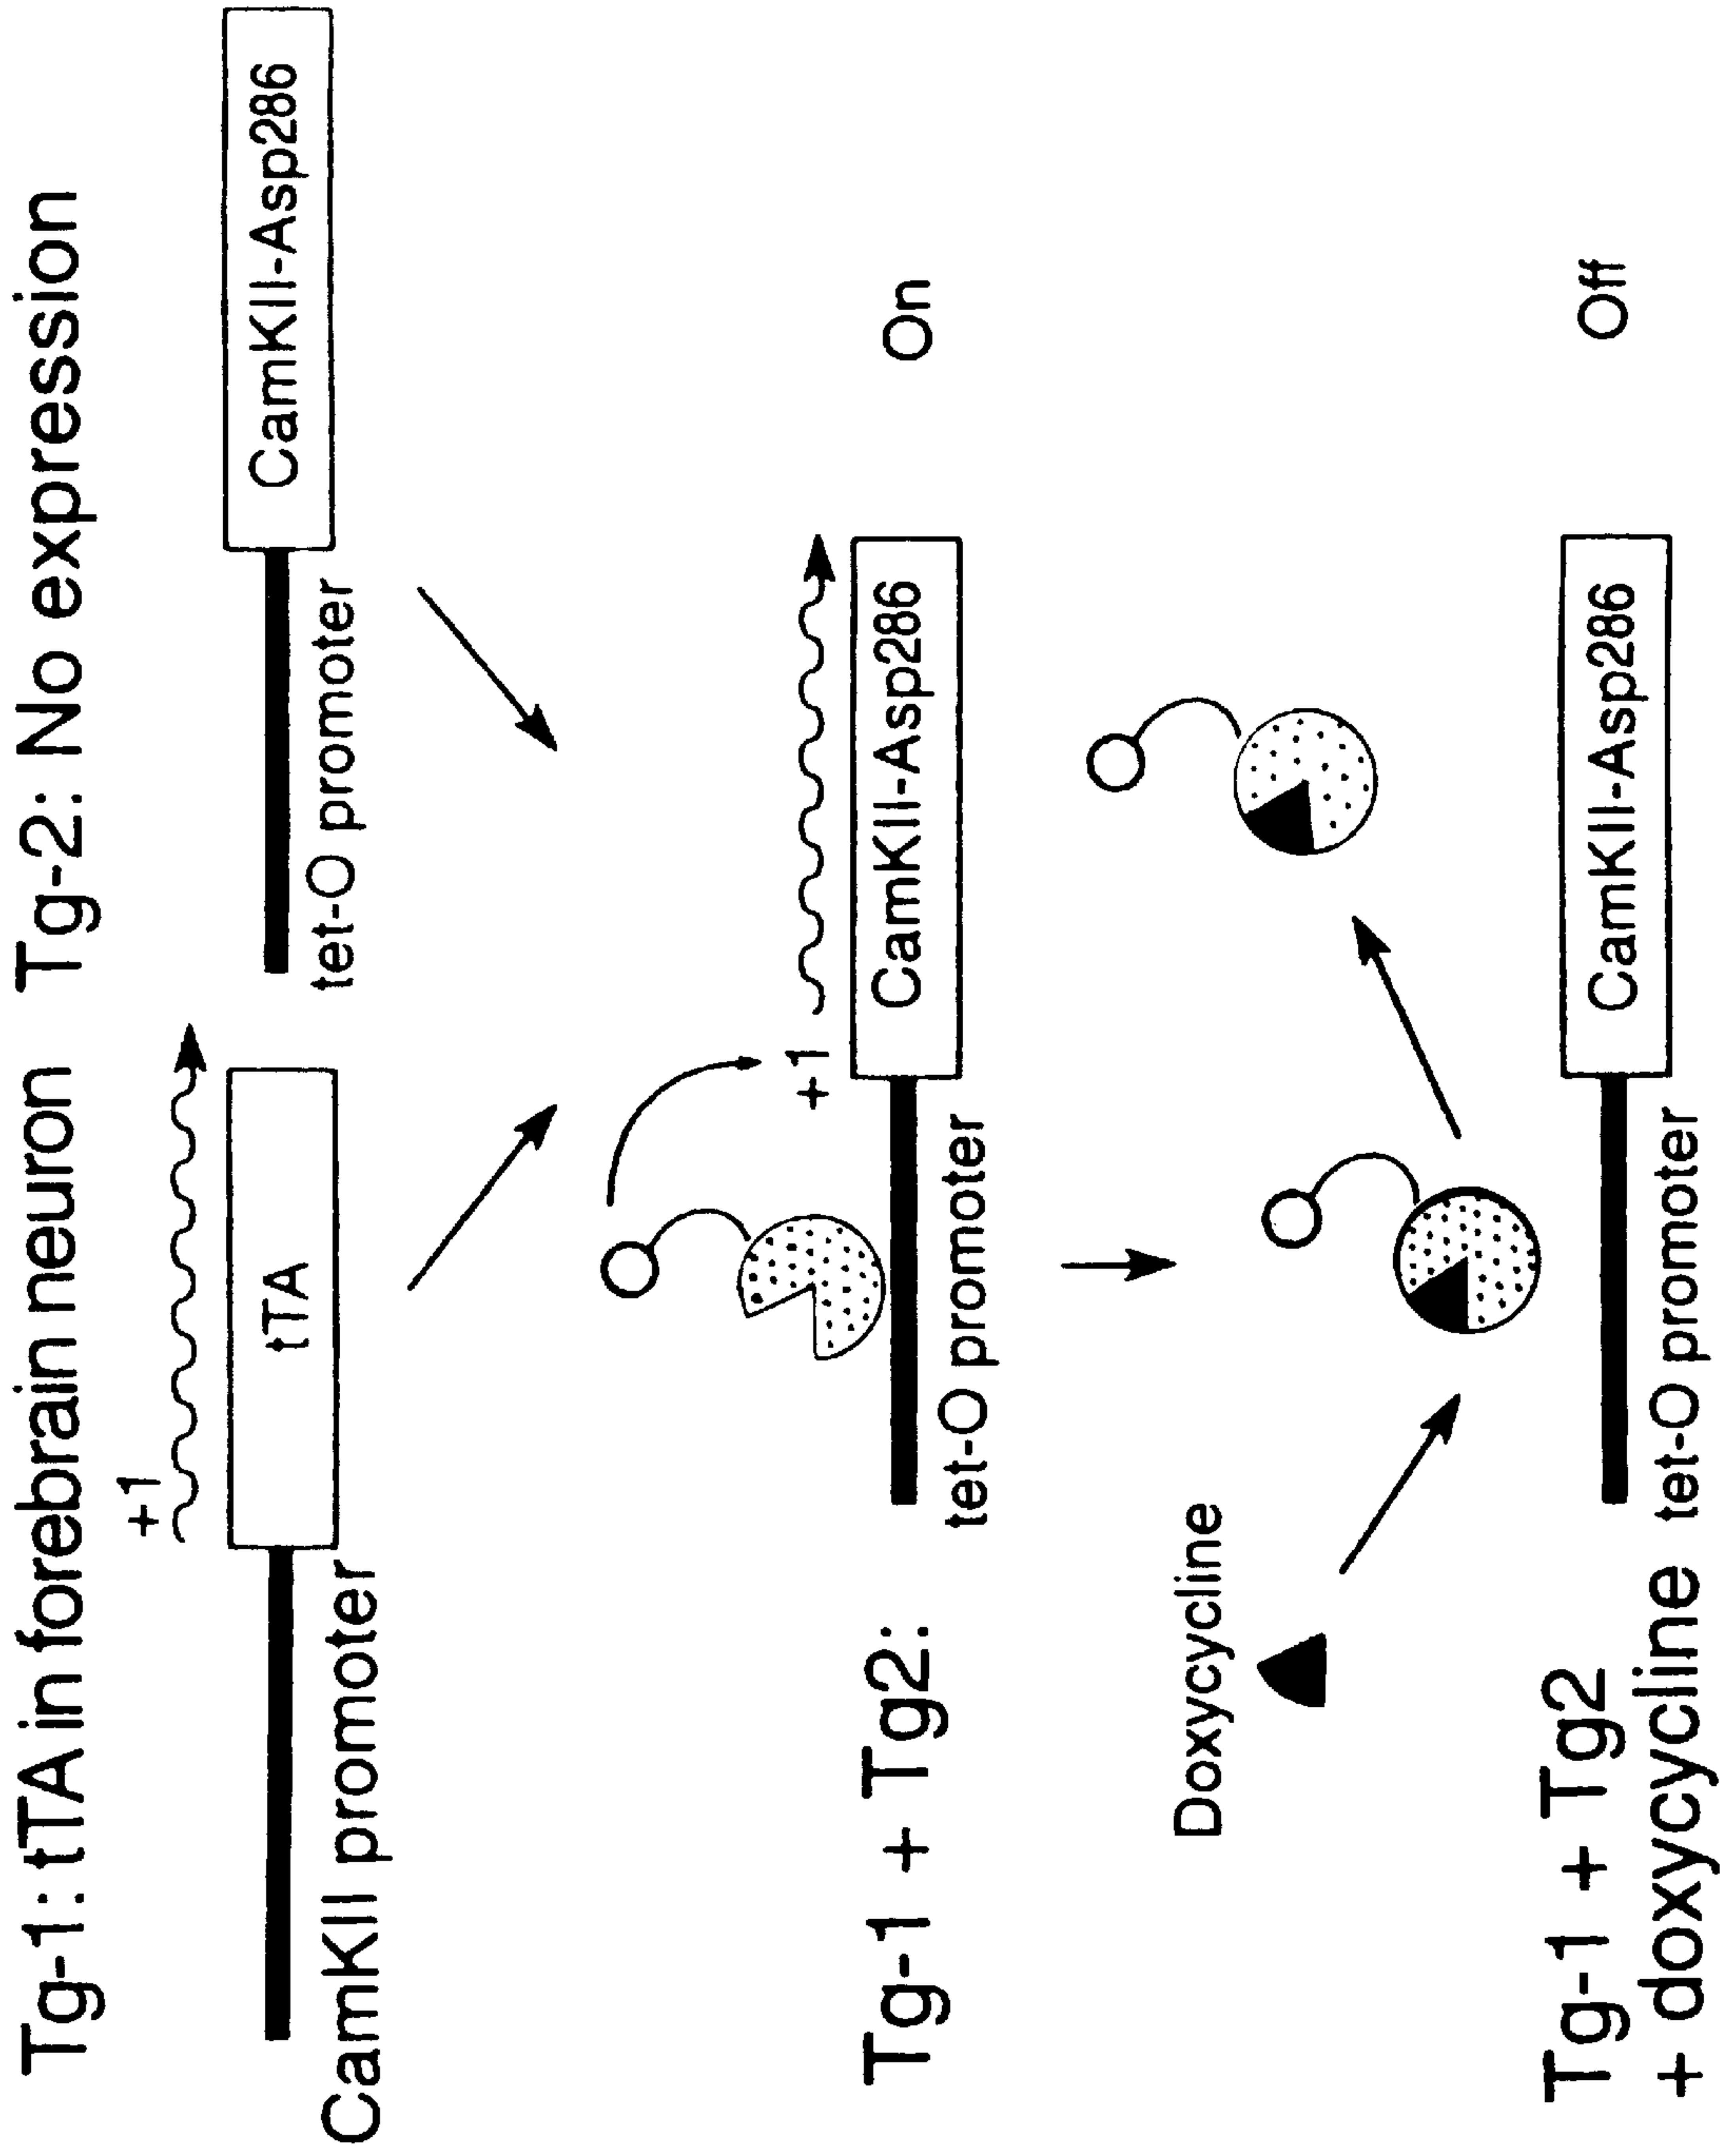 Tg-1: tTA in forebrain neuron
Tg-2: No expression
+1
tTA
CamKII promoter
CamKII-Asp286
tet-O promoter
+1
CamKII-Asp286
On
tet-O promoter
Tg-1 + Tg2:
Doxycycline
CamKII-Asp286
Off
tet-O promoter
Tg-1 + Tg2
+ doxycycline